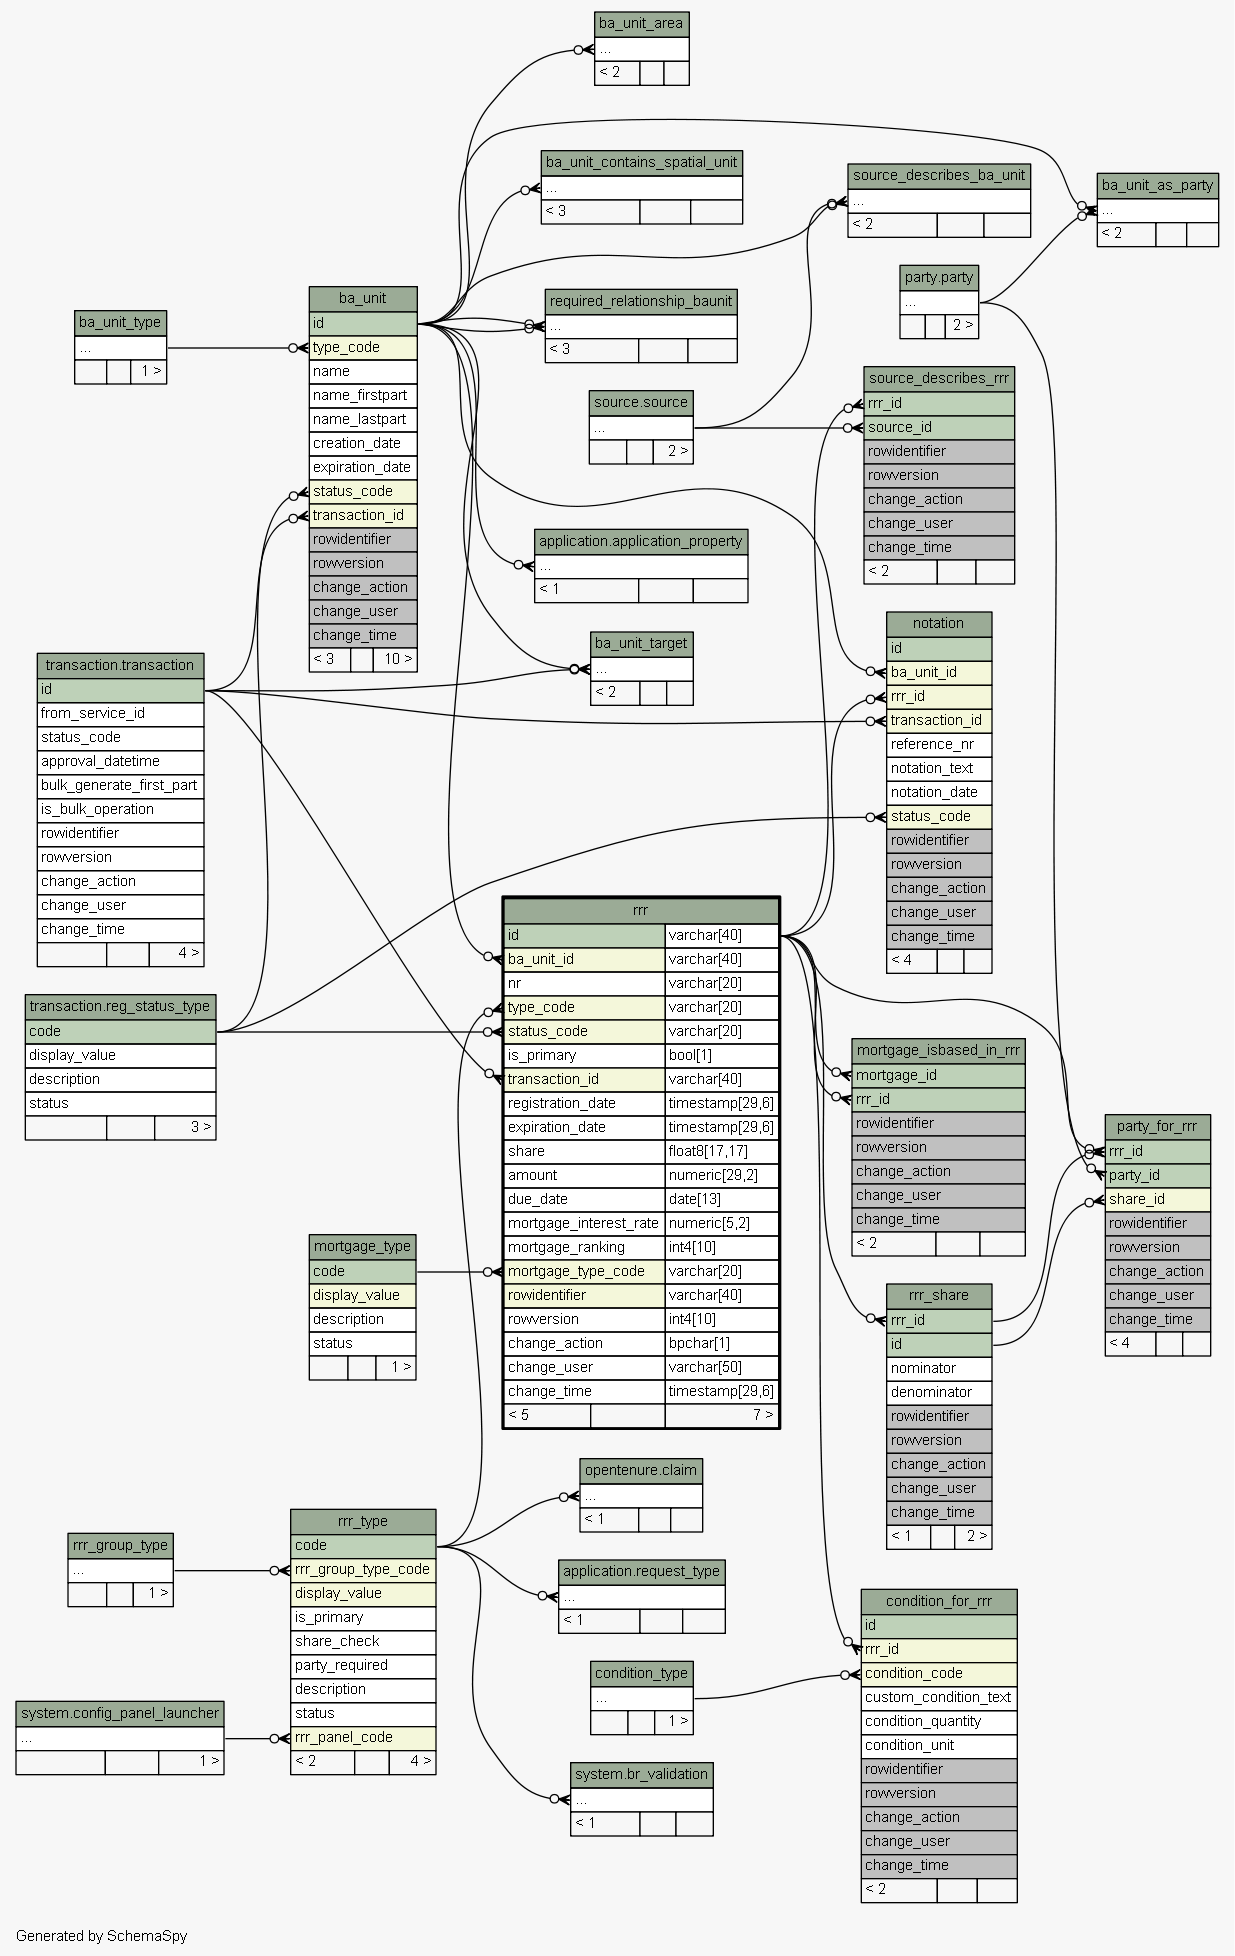 ba_unit_area
...
< 2
ba_unit_contains_spatial_unit
...
< 3
source_describes_ba_unit
...
< 2
ba_unit_as_party
...
< 2
party.party
...
2 >
ba_unit
id
type_code
name
name_firstpart
name_lastpart
creation_date
expiration_date
status_code
transaction_id
rowidentifier
rowversion
change_action
change_user
change_time
< 3 10 >
required_relationship_baunit
...
< 3
ba_unit_type
...
1 >
source_describes_rrr
rrr_id
source_id
rowidentifier
rowversion
change_action
change_user
change_time
< 2
source.source
...
2 >
application.application_property
...
< 1
notation
id
ba_unit_id
rrr_id
transaction_id
reference_nr
notation_text
notation_date
status_code
rowidentifier
rowversion
change_action
change_user
change_time
< 4
ba_unit_target
...
< 2
transaction.transaction
id
from_service_id
status_code
approval_datetime
bulk_generate_first_part
is_bulk_operation
rowidentifier
rowversion
change_action
change_user
change_time
4 >
rrr
id varchar[40]
ba_unit_id varchar[40]
nr varchar[20]
type_code varchar[20]
status_code varchar[20]
is_primary bool[1]
transaction_id varchar[40]
registration_date timestamp[29,6]
expiration_date timestamp[29,6]
share float8[17,17]
amount numeric[29,2]
due_date date[13]
mortgage_interest_rate numeric[5,2]
mortgage_ranking int4[10]
mortgage_type_code varchar[20]
rowidentifier varchar[40]
rowversion int4[10]
change_action bpchar[1]
change_user varchar[50]
change_time timestamp[29,6]
< 5 7 >
transaction.reg_status_type
code
display_value
description
status
3 >
mortgage_isbased_in_rrr
mortgage_id
rrr_id
rowidentifier
rowversion
change_action
change_user
change_time
< 2
party_for_rrr
rrr_id
party_id
share_id
rowidentifier
rowversion
change_action
change_user
change_time
< 4
mortgage_type
code
display_value
description
status
1 >
rrr_share
rrr_id
id
nominator
denominator
rowidentifier
rowversion
change_action
change_user
change_time
< 1 2 >
opentenure.claim
...
< 1
rrr_type
code
rrr_group_type_code
display_value
is_primary
share_check
party_required
description
status
rrr_panel_code
< 2 4 >
rrr_group_type
...
1 >
application.request_type
...
< 1
condition_for_rrr
id
rrr_id
condition_code
custom_condition_text
condition_quantity
condition_unit
rowidentifier
rowversion
change_action
change_user
change_time
< 2
condition_type
...
1 >
system.config_panel_launcher
...
1 >
system.br_validation
...
< 1
Generated by SchemaSpy